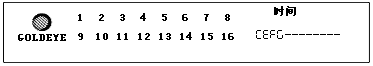 1 2 3 4 5 6 7 8 时间
GOLDEYE 9 10 11 12 13 14 15 16 CEFG--------